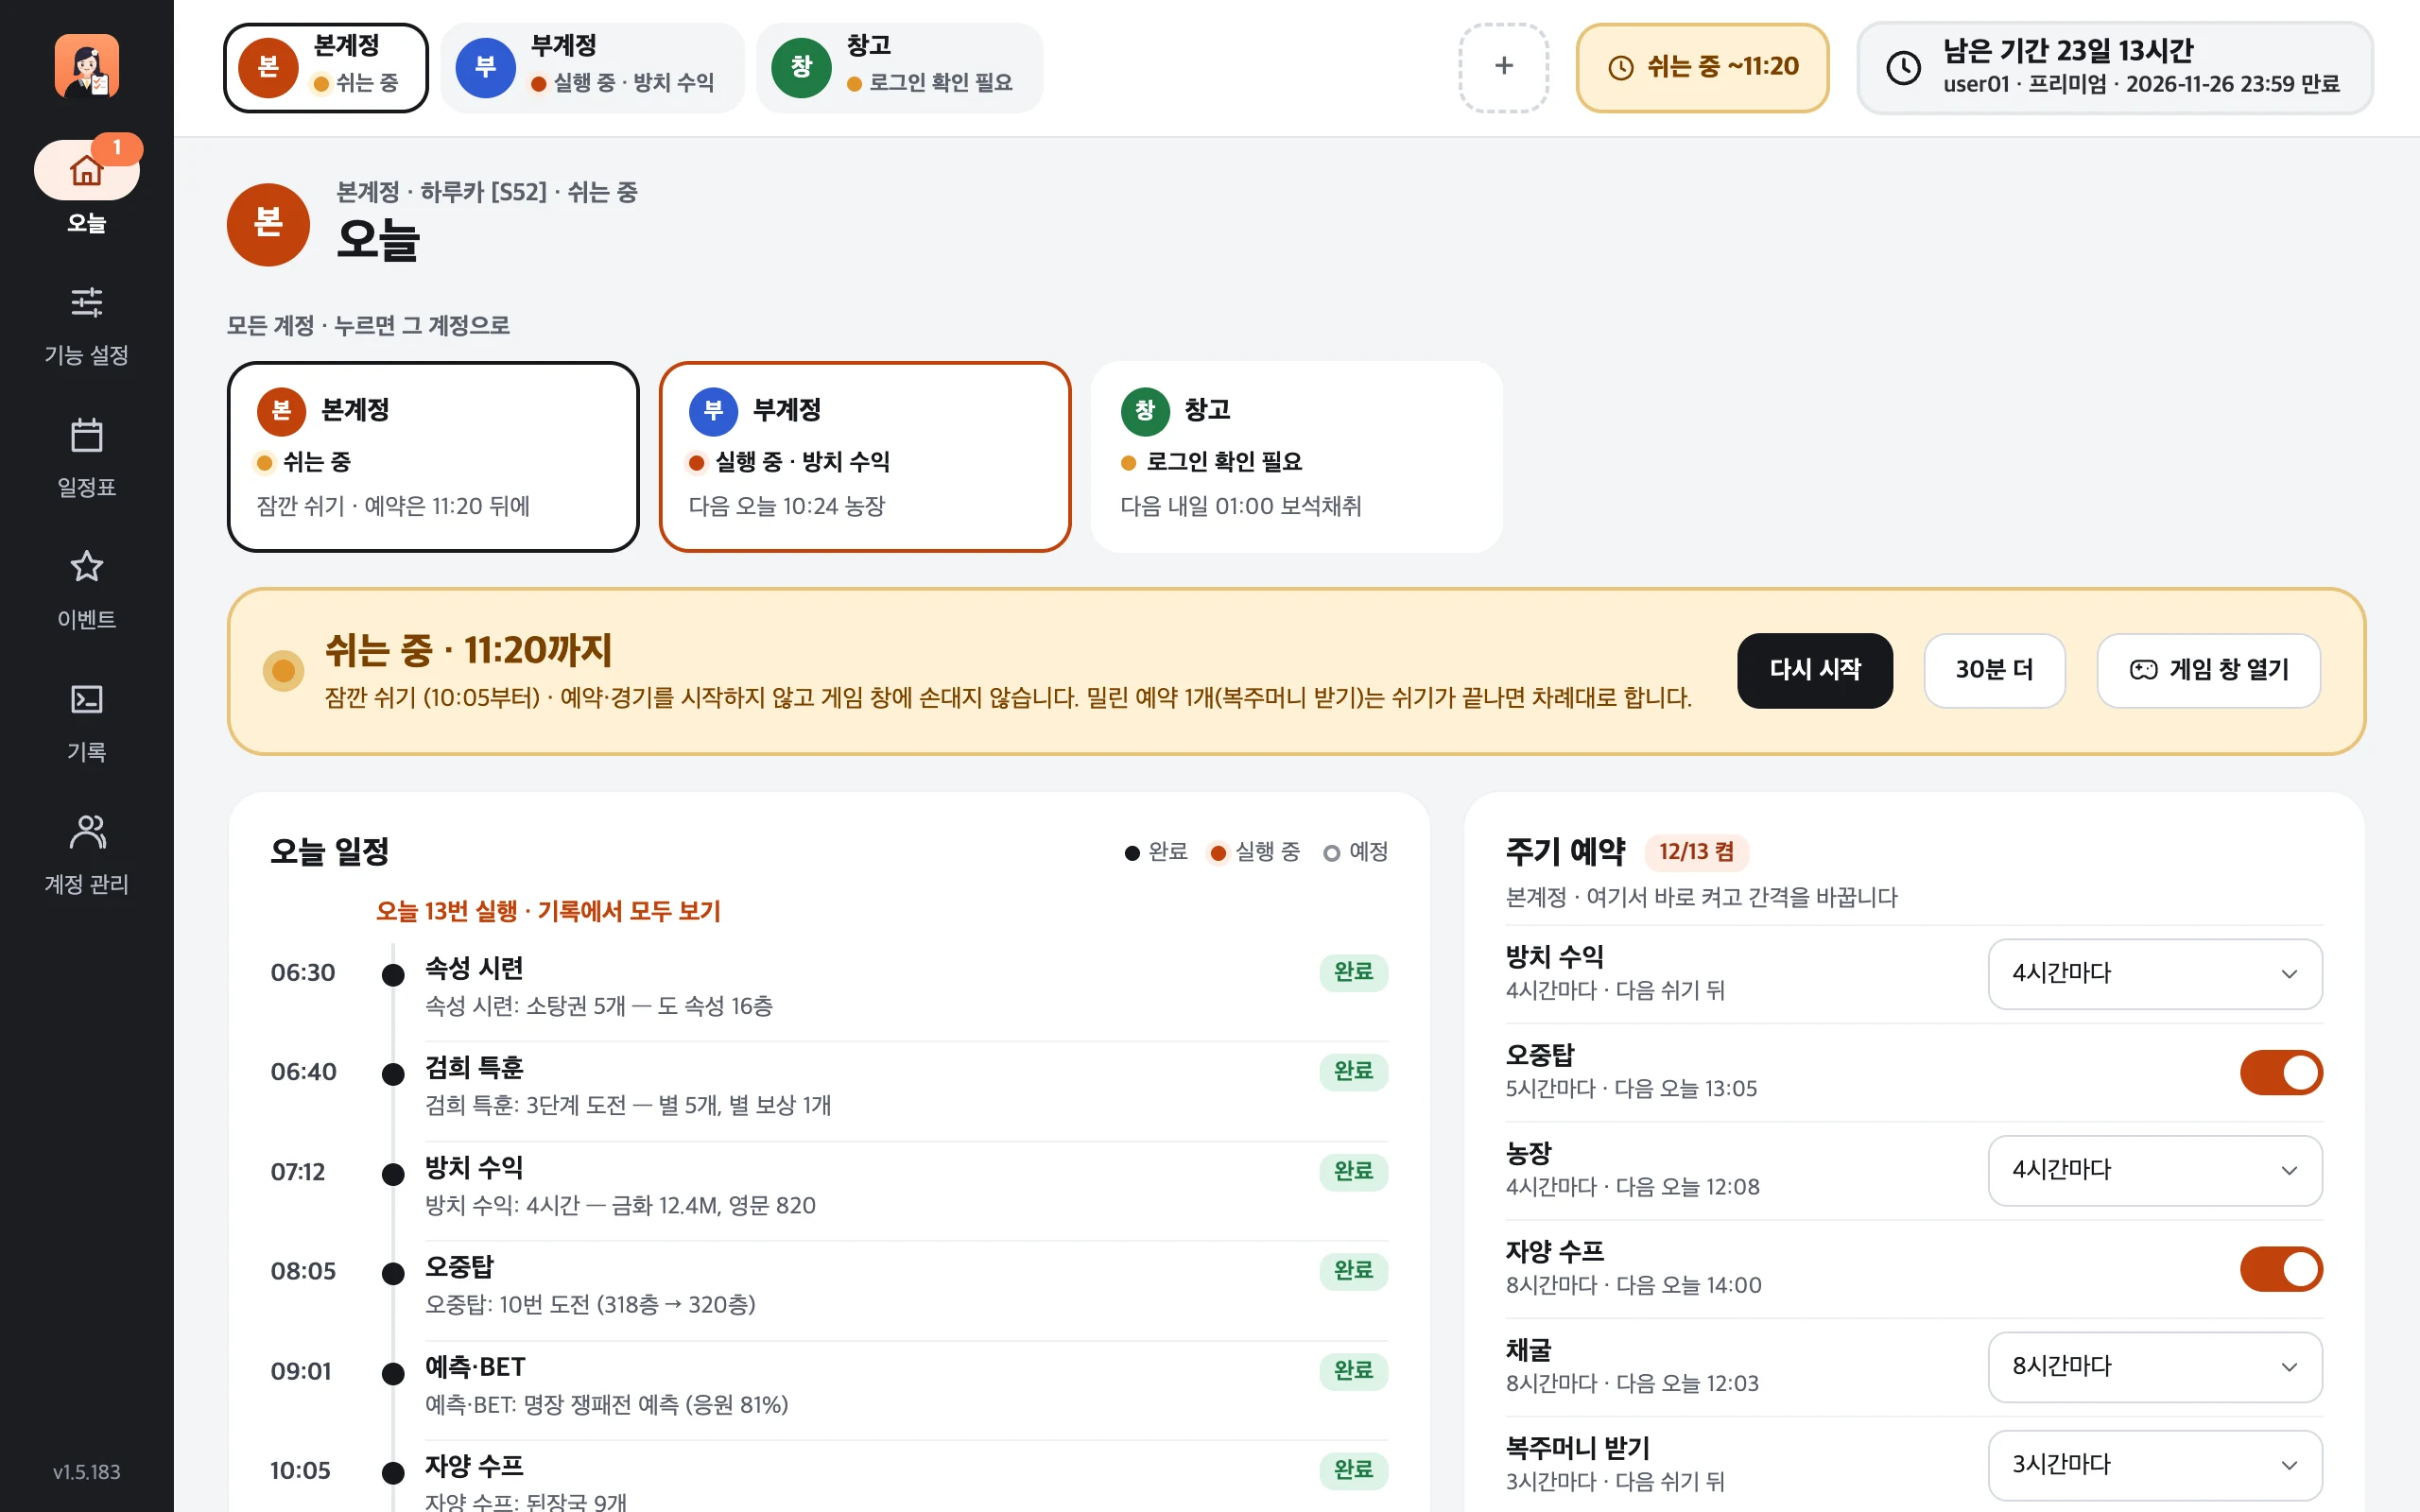 1
오늘
기능 설정
일정표
이벤트
기록
계정 관리
v1.5.183
본
본계정
쉬는 중
부
부계정
실행 중 · 방치 수익
창
창고
로그인 확인 필요
+
쉬는 중 ~11:20
남은 기간 23일 13시간
user01 · 프리미엄 · 2026-11-26 23:59 만료
본
본계정 · 하루카 [S52] · 쉬는 중
오늘
모든 계정 · 누르면 그 계정으로
본
본계정
쉬는 중
잠깐 쉬기 · 예약은 11:20 뒤에
부
부계정
실행 중 · 방치 수익
다음 오늘 10:24 농장
창
창고
로그인 확인 필요
다음 내일 01:00 보석채취
쉬는 중 · 11:20까지
잠깐 쉬기 (10:05부터) · 예약·경기를 시작하지 않고 게임 창에 손대지 않습니다. 밀린 예약 1개(복주머니 받기)는 쉬기가 끝나면 차례대로 합니다.
다시 시작
30분 더
게임 창 열기
오늘 일정
완료
실행 중
예정
오늘 13번 실행 · 기록에서 모두 보기
06:30
속성 시련
완료
속성 시련: 소탕권 5개 — 도 속성 16층
06:40
검희 특훈
완료
검희 특훈: 3단계 도전 — 별 5개, 별 보상 1개
07:12
방치 수익
완료
방치 수익: 4시간 — 금화 12.4M, 영문 820
08:05
오중탑
완료
오중탑: 10번 도전 (318층 → 320층)
09:01
예측·BET
완료
예측·BET: 명장 쟁패전 예측 (응원 81%)
10:05
자양 수프
완료
자양 수프: 된장국 9개
주기 예약
12/13 켬
본계정 · 여기서 바로 켜고 간격을 바꿉니다
방치 수익
4시간마다 · 다음 쉬기 뒤
4시간마다
오중탑
5시간마다 · 다음 오늘 13:05
농장
4시간마다 · 다음 오늘 12:08
4시간마다
자양 수프
8시간마다 · 다음 오늘 14:00
채굴
8시간마다 · 다음 오늘 12:03
8시간마다
복주머니 받기
3시간마다 · 다음 쉬기 뒤
3시간마다